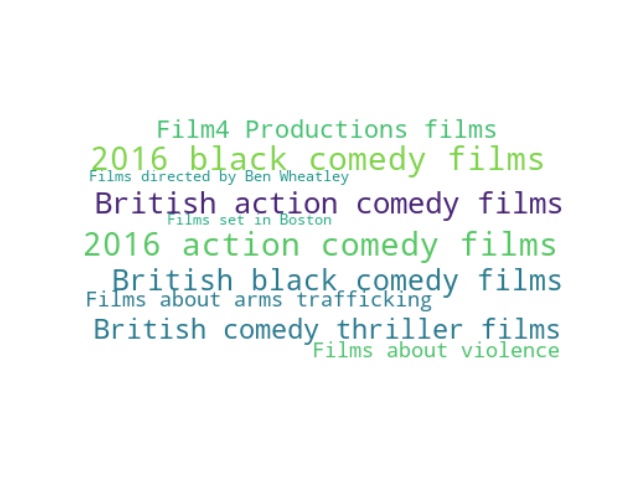 Film4 Productions films
2016 black comedy films
Films directed by Ben Wheatley
British action comedy films
Films set in Boston
2016 action comedy films
British black comedy films
Films about arms trafficking
British comedy thriller films
Films about violence